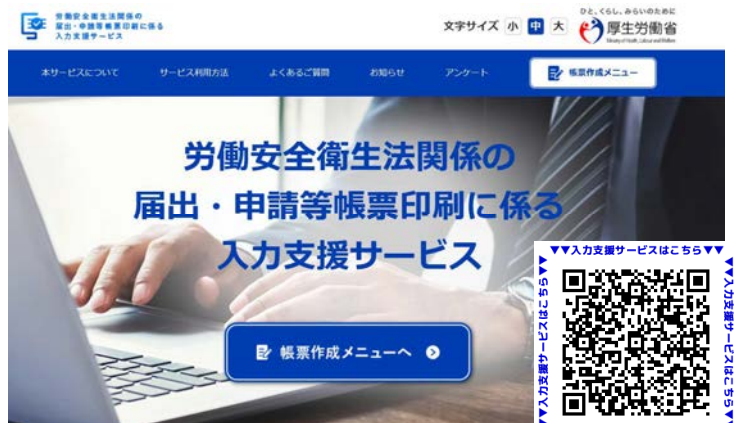 労働安全衛生法関係の
届出・申請等帳票印刷に係る
入力支援サービス
文字サイズ 小 中 大
ひと、くらし、みらいのために
厚生労働省
Ministry of Health, Labour and Welfare
本サービスについて サービス利用方法 よくあるご質問 お知らせ アンケート 帳票作成メニュー
労働安全衛生法関係の
届出・申請等帳票印刷に係る
入力支援サービス
帳票作成メニューへ
▼▼入力支援サービスはこちら▼▼
▼▼入力支援サービスはこちら▼▼
▼▼入力支援サービスはこちら▼